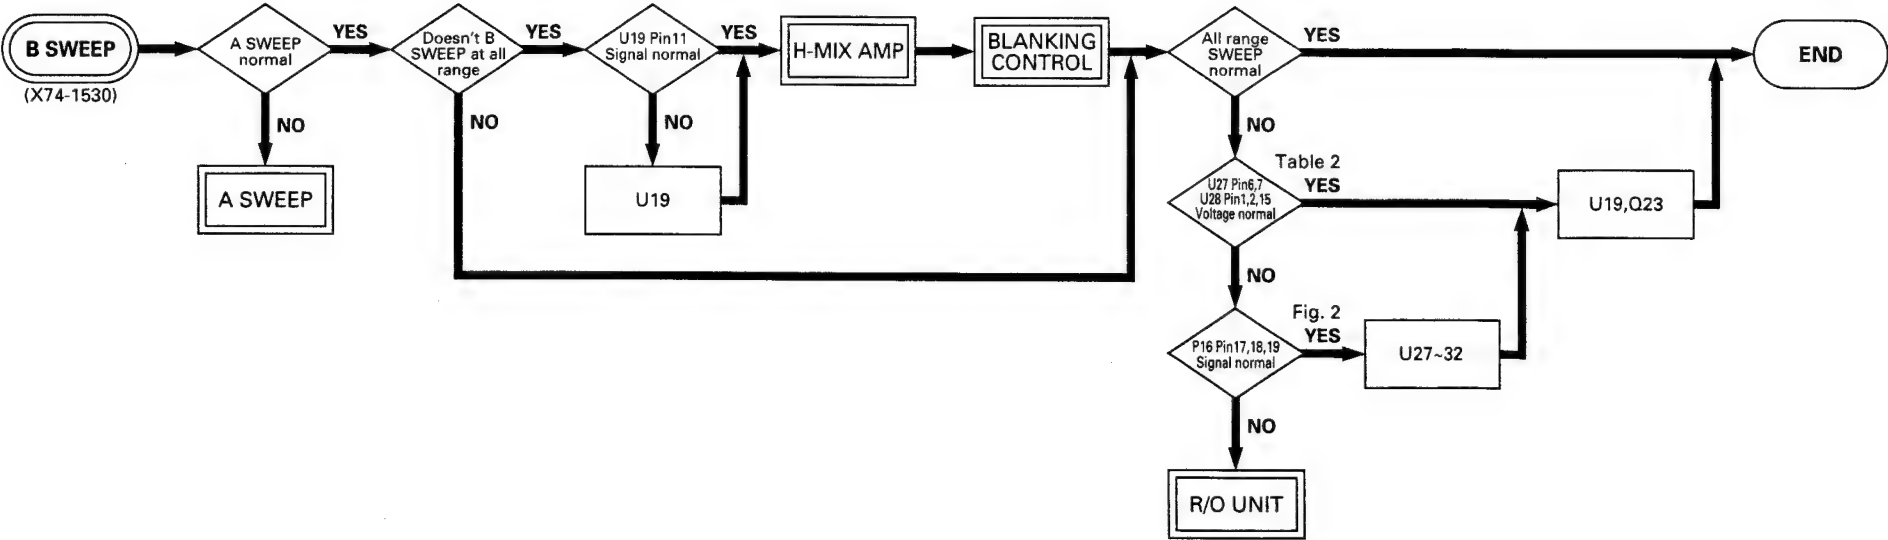 B SWEEP
(X74-1530)
A SWEEP
normal
YES
NO
A SWEEP
Doesn't B
SWEEP at all
range
YES
NO
U19 Pin11
Signal normal
YES
NO
U19
H-MIX AMP
BLANKING
CONTROL
All range
SWEEP
normal
YES
NO
END
Table 2
U27 Pin6,7
U28 Pin1,2,15
Voltage normal
YES
NO
U19,Q23
Fig. 2
P16 Pin17,18,19
Signal normal
YES
NO
U27~32
R/O UNIT